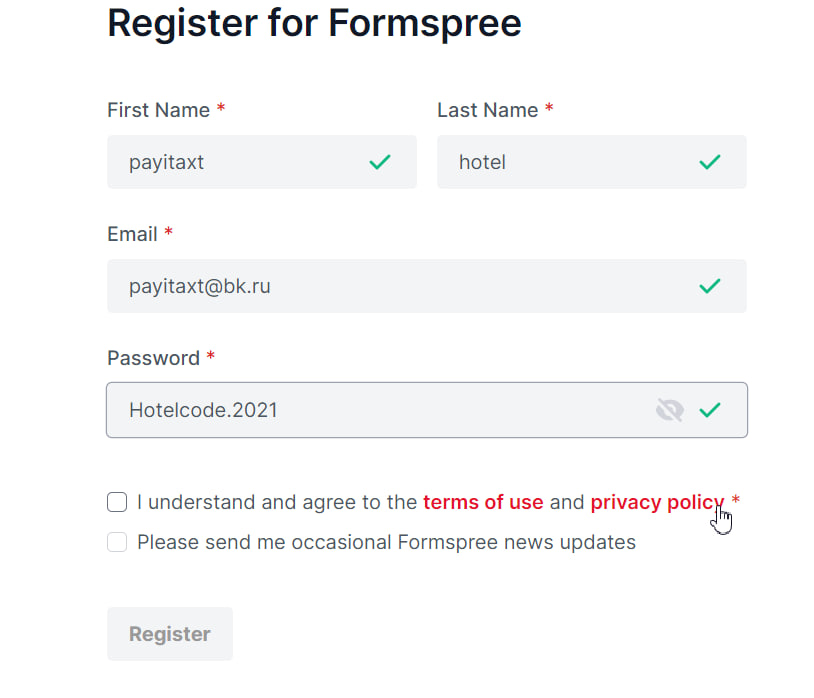 Register for Formspree
First Name *
Last Name *
payitaxt
hotel
Email *
payitaxt@bk.ru
Password *
Hotelcode.2021
I understand and agree to the terms of use and privacy policy *
Please send me occasional Formspree news updates
Register